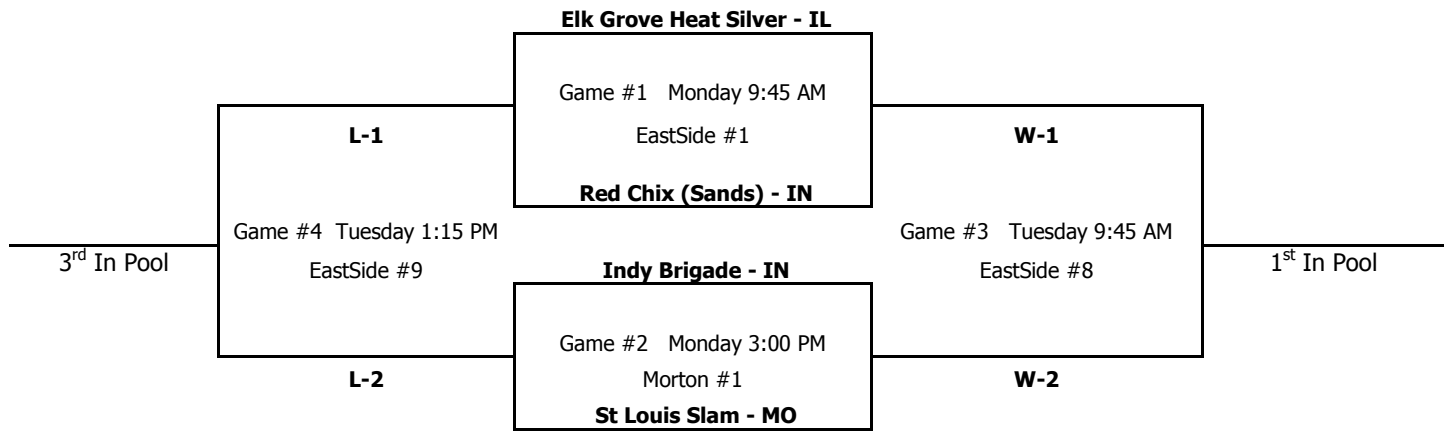 Elk Grove Heat Silver - IL
Game #1 Monday 9:45 AM
EastSide #1
L-1
W-1
Red Chix (Sands) - IN
Game #4 Tuesday 1:15 PM
EastSide #9
3rd In Pool
Game #3 Tuesday 9:45 AM
EastSide #8
1st In Pool
Indy Brigade - IN
Game #2 Monday 3:00 PM
Morton #1
L-2
W-2
St Louis Slam - MO